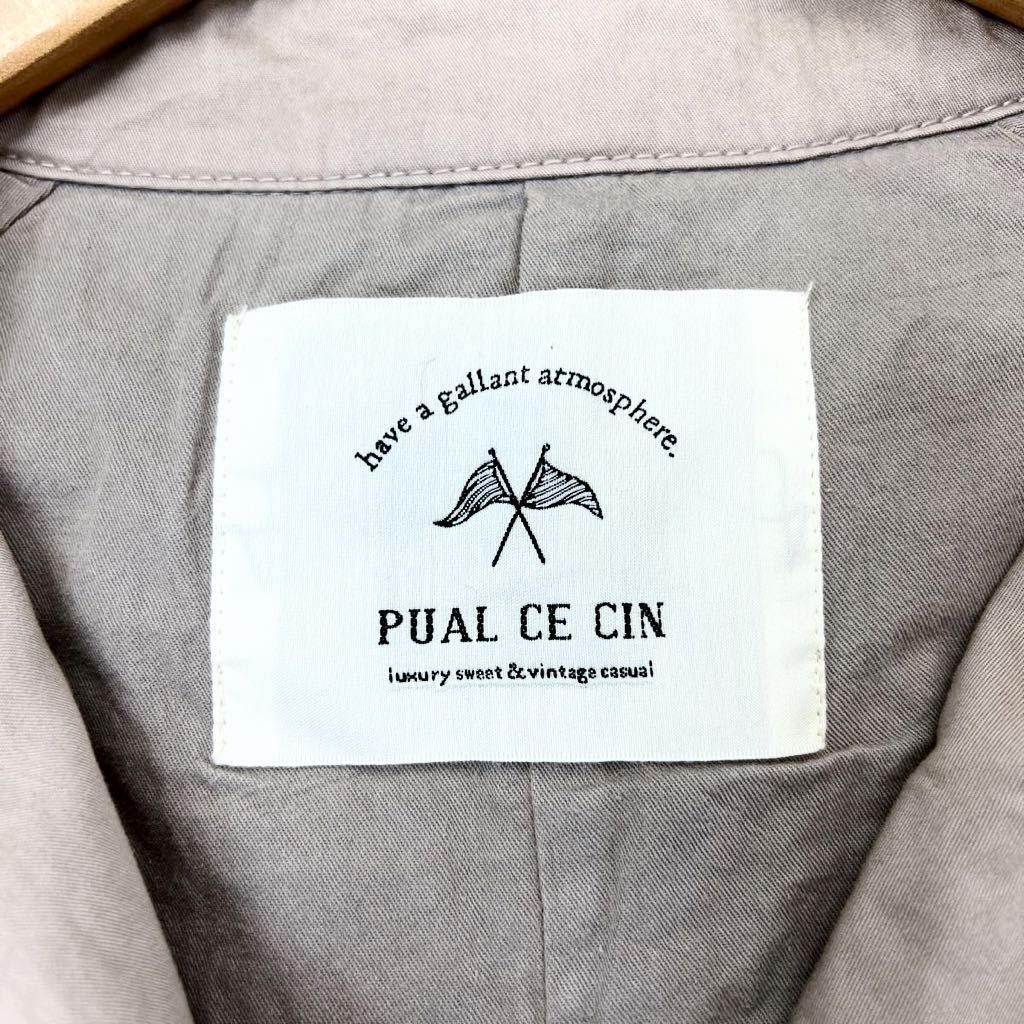 have a gallant atmosphere.
PUAL CE CIN
luxury sweet & vintage casual